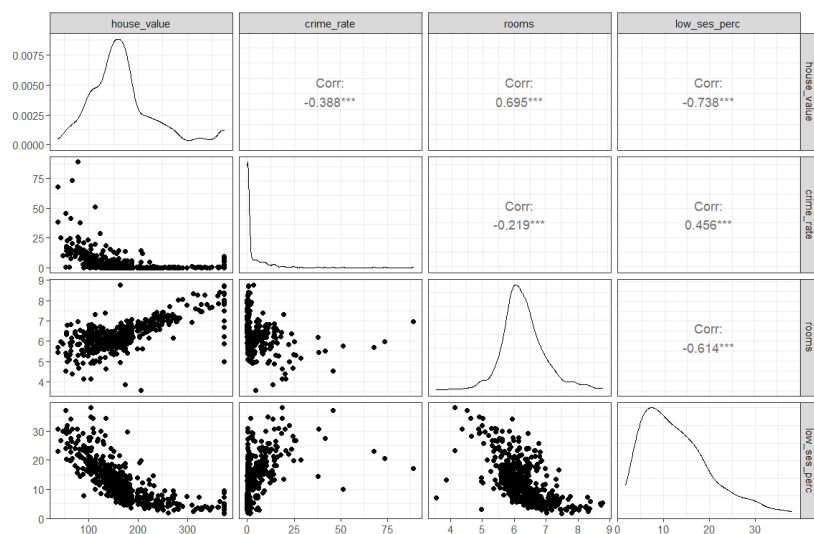 house_value crime_rate rooms low_ses_perc
0.0075
0.0050
0.0025
0.0000
Corr:
-0.388***
Corr:
0.695***
Corr:
-0.738***
house_value
75
50
25
0
Corr:
-0.219***
Corr:
0.456***
crime_rate
9
8
7
6
5
4
Corr:
-0.614***
rooms
30
20
10
0
low_ses_perc
100 200 300 0 25 50 75 4 5 6 7 8 9 0 10 20 30